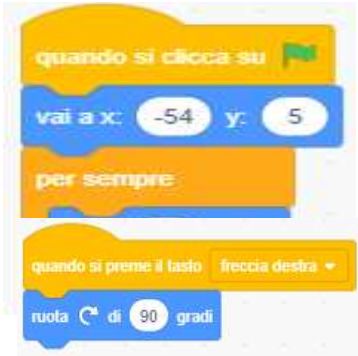 quando si clicca su
vai a x: -54 y: 5
per sempre
quando si preme il tasto freccia destra
ruota di 90 gradi